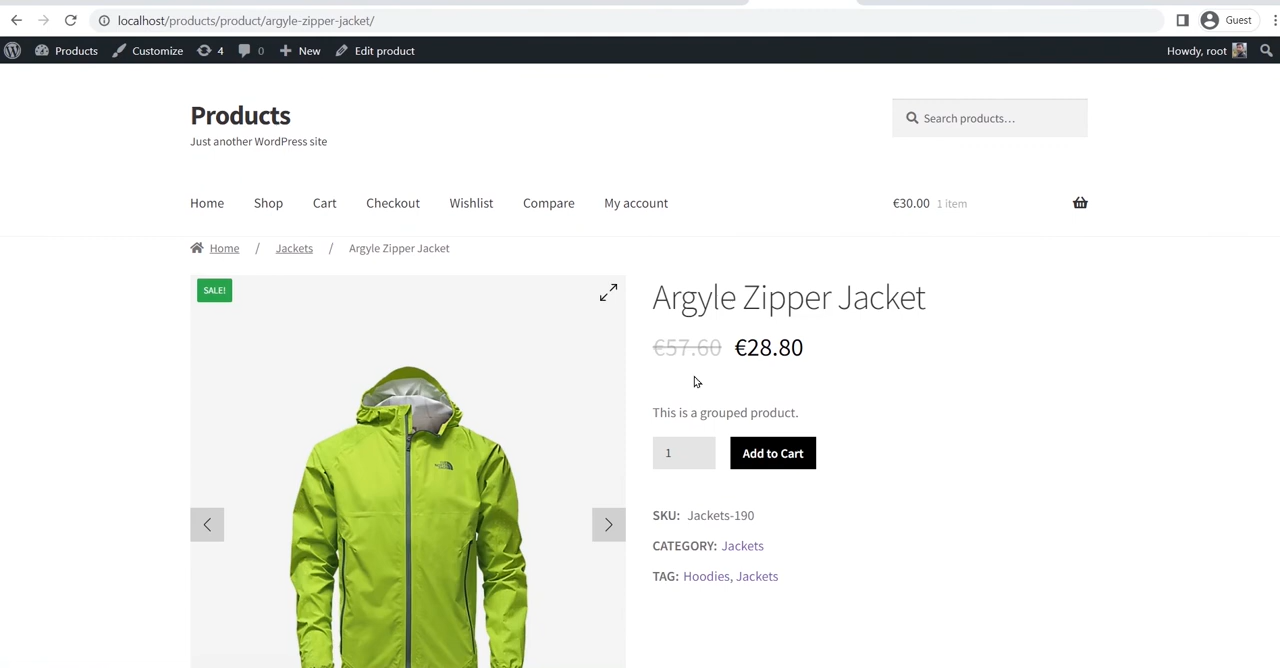 localhost/products/product/argyle-zipper-jacket/
Guest
Products
Customize
4
0
New
Edit product
Howdy, root
Products
Just another WordPress site
Search products…
Home
Shop
Cart
Checkout
Wishlist
Compare
My account
€30.00 1 item
Home / Jackets / Argyle Zipper Jacket
SALE!
Argyle Zipper Jacket
€57.60 €28.80
This is a grouped product.
1
Add to Cart
SKU: Jackets-190
CATEGORY: Jackets
TAG: Hoodies, Jackets